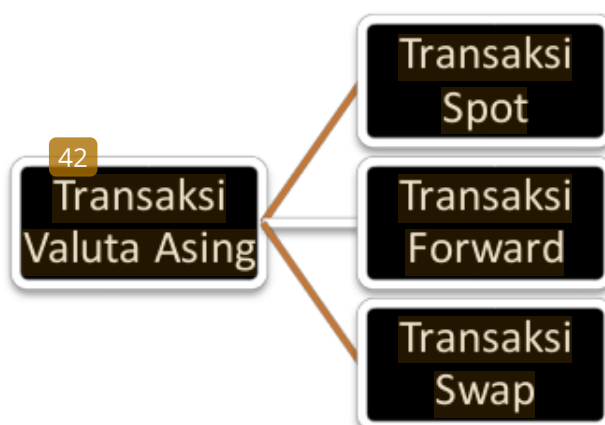 42
Transaksi
Valuta Asing
Transaksi
Spot
Transaksi
Forward
Transaksi
Swap